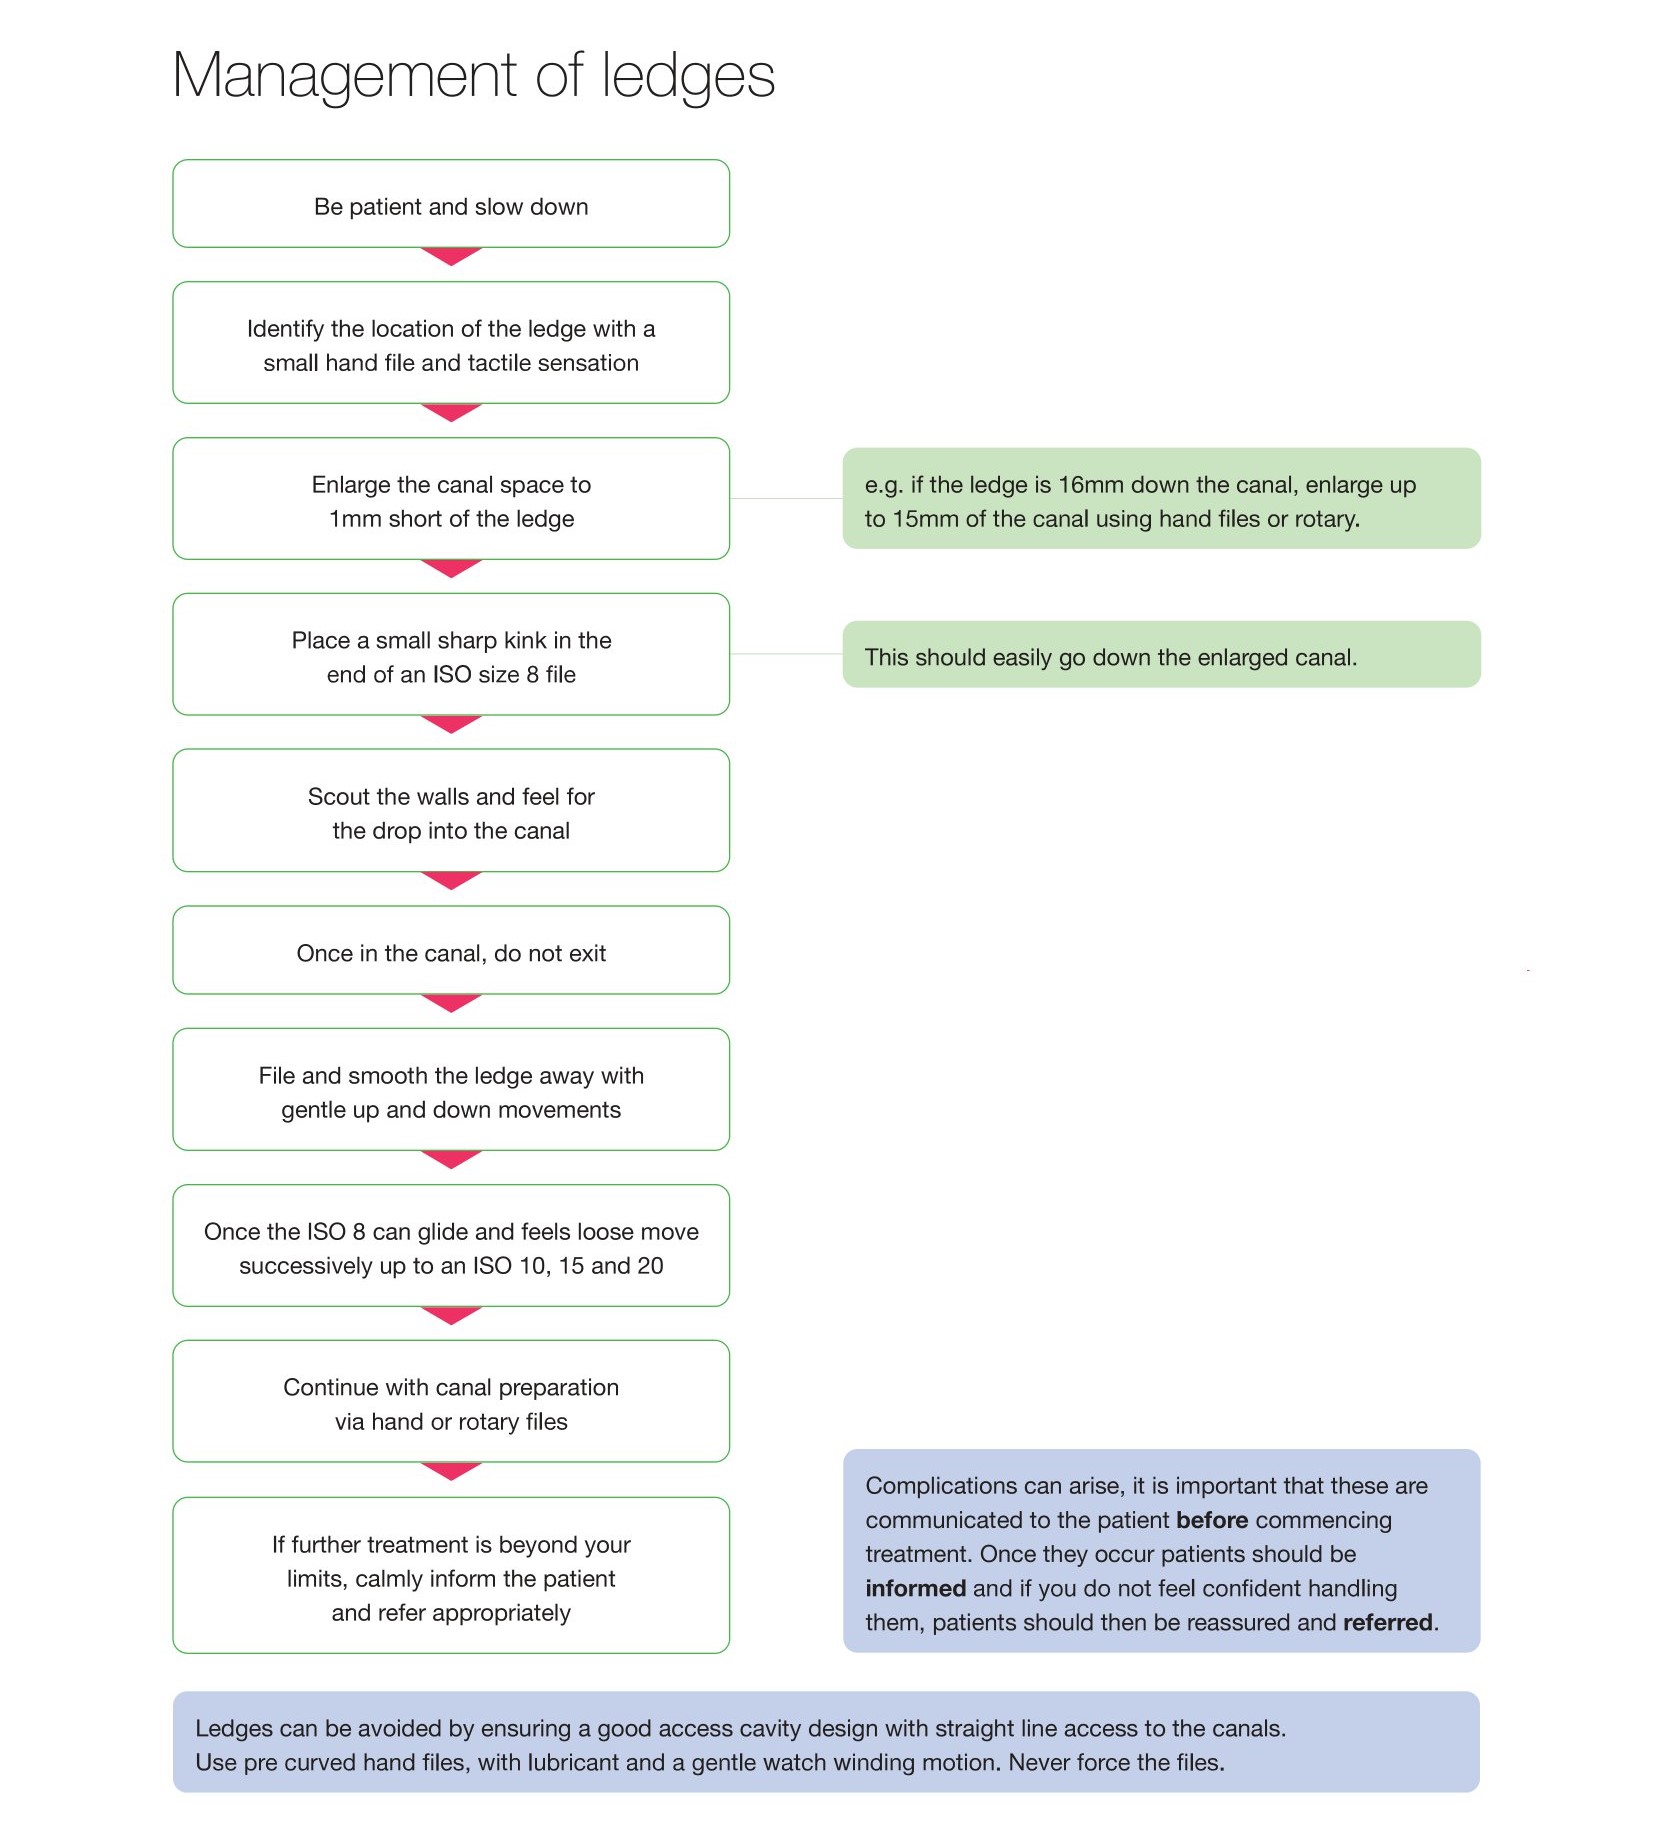 Management of ledges
Be patient and slow down
Identify the location of the ledge with a
small hand file and tactile sensation
Enlarge the canal space to
1mm short of the ledge
e.g. if the ledge is 16mm down the canal, enlarge up
to 15mm of the canal using hand files or rotary.
Place a small sharp kink in the
end of an ISO size 8 file
This should easily go down the enlarged canal.
Scout the walls and feel for
the drop into the canal
Once in the canal, do not exit
File and smooth the ledge away with
gentle up and down movements
Once the ISO 8 can glide and feels loose move
successively up to an ISO 10, 15 and 20
Continue with canal preparation
via hand or rotary files
If further treatment is beyond your
limits, calmly inform the patient
and refer appropriately
Complications can arise, it is important that these are
communicated to the patient before commencing
treatment. Once they occur patients should be
informed and if you do not feel confident handling
them, patients should then be reassured and referred.
Ledges can be avoided by ensuring a good access cavity design with straight line access to the canals.
Use pre curved hand files, with lubricant and a gentle watch winding motion. Never force the files.